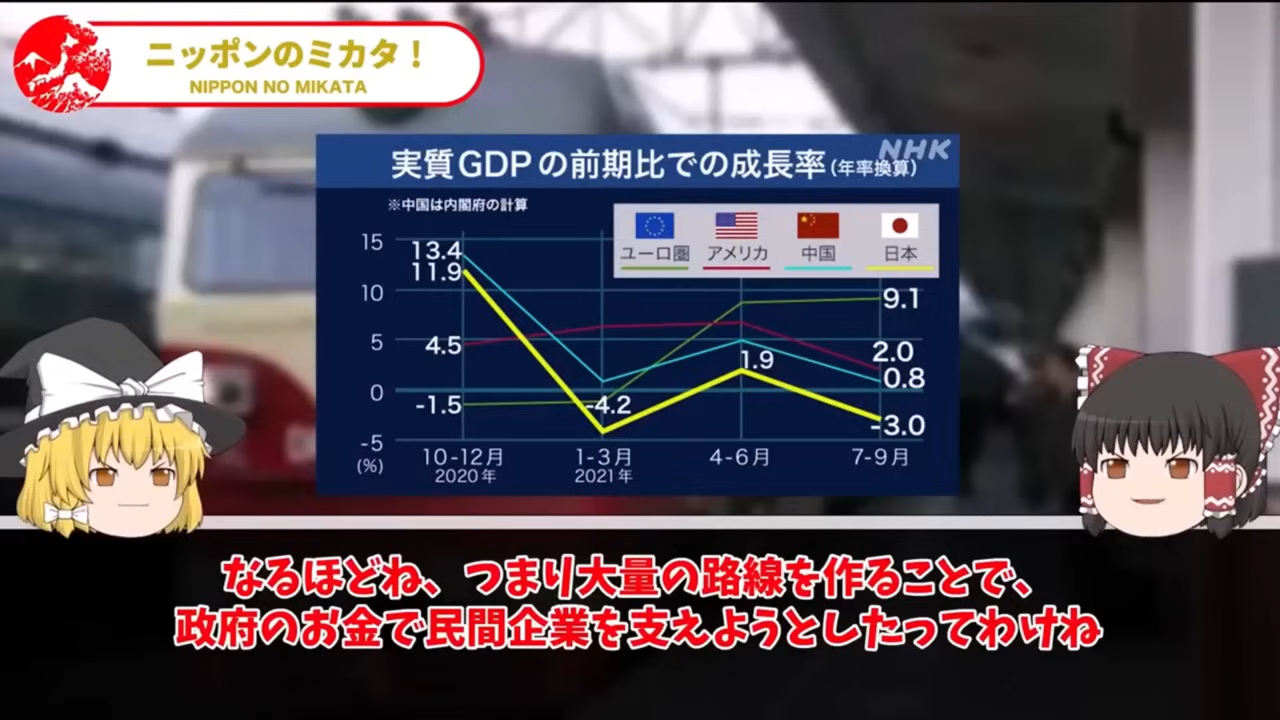 ニッポンのミカタ！
NIPPON NO MIKATA
NHK
実質GDPの前期比での成長率(年率換算)
※中国は内閣府の計算
ユーロ圏 アメリカ 中国 日本
15
10
5
0
-5
(%)
13.4
11.9
4.5
-1.5
-4.2
1.9
9.1
2.0
0.8
-3.0
10-12月 1-3月 4-6月 7-9月
2020年 2021年
なるほどね、つまり大量の路線を作ることで、
政府のお金で民間企業を支えようとしたってわけね